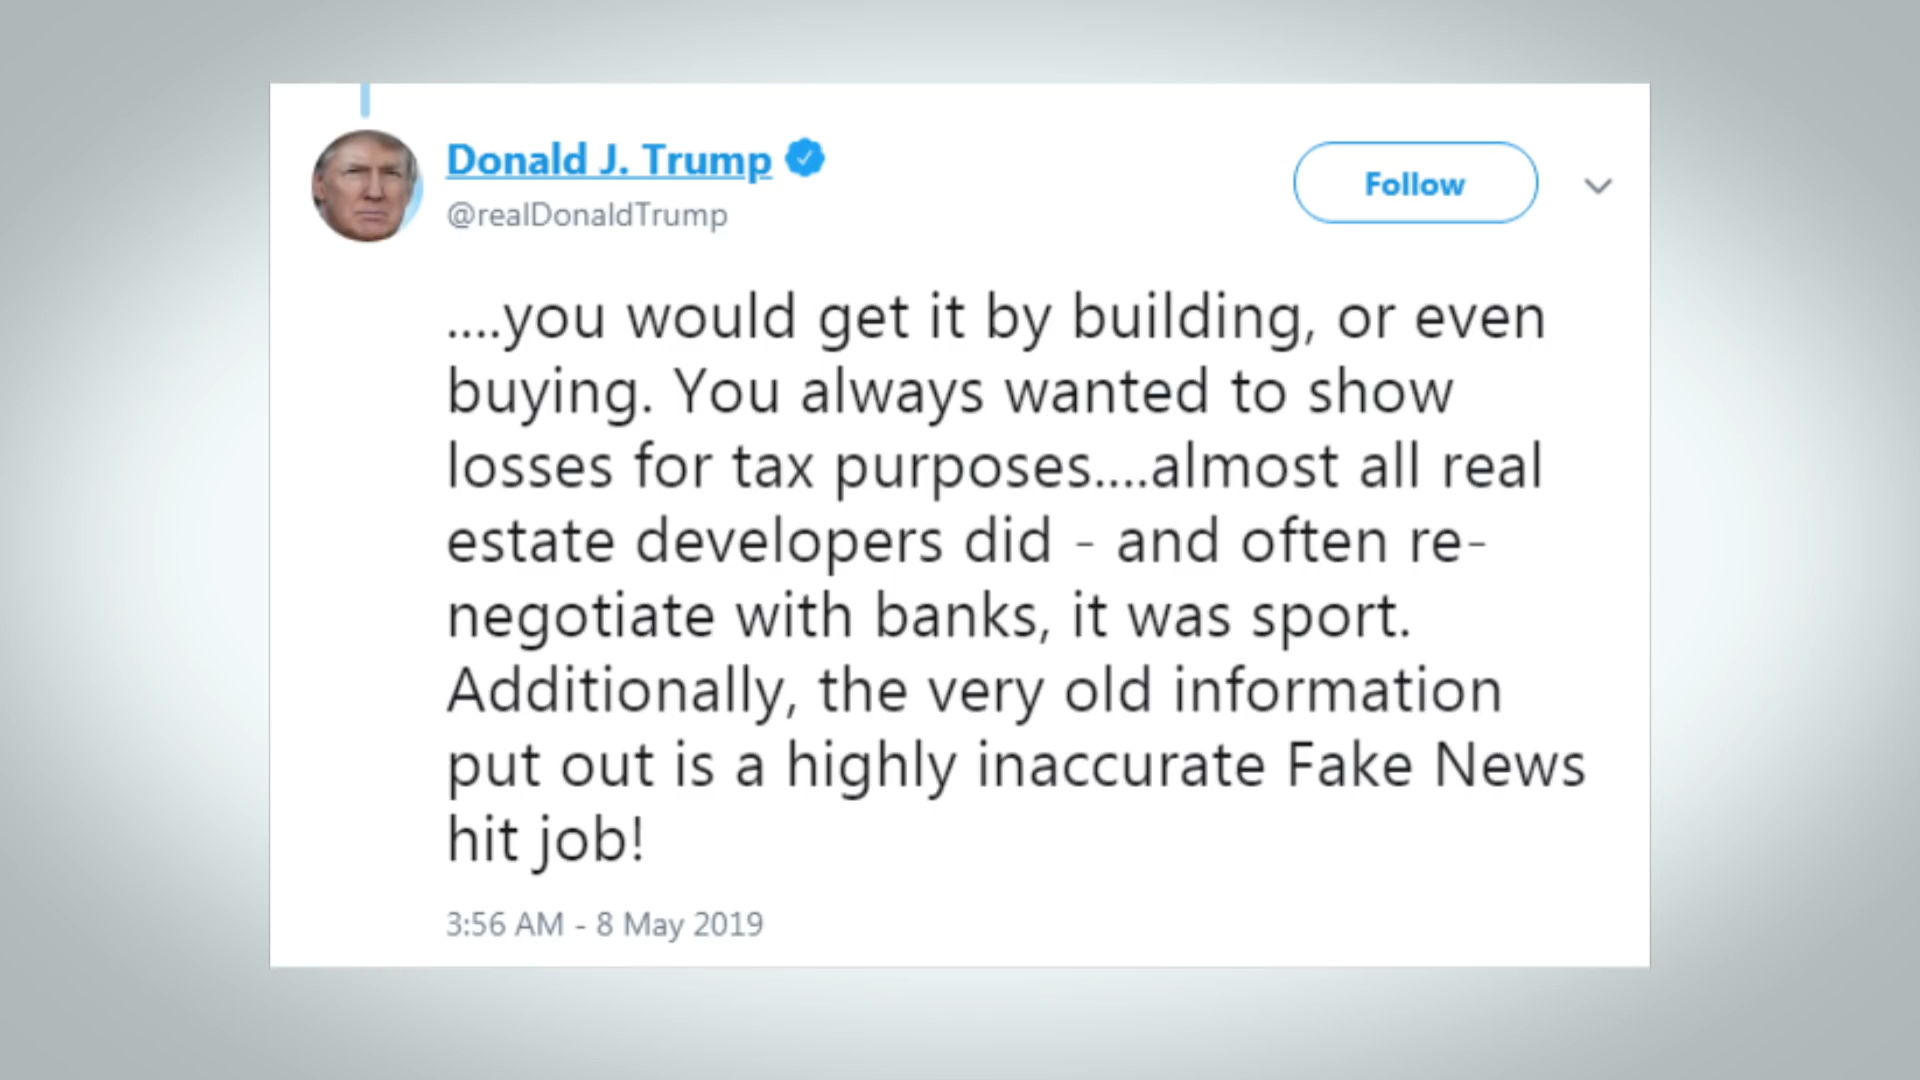 Donald J. Trump
@realDonaldTrump
Follow
....you would get it by building, or even
buying. You always wanted to show
losses for tax purposes....almost all real
estate developers did - and often re-
negotiate with banks, it was sport.
Additionally, the very old information
put out is a highly inaccurate Fake News
hit job!
3:56 AM - 8 May 2019